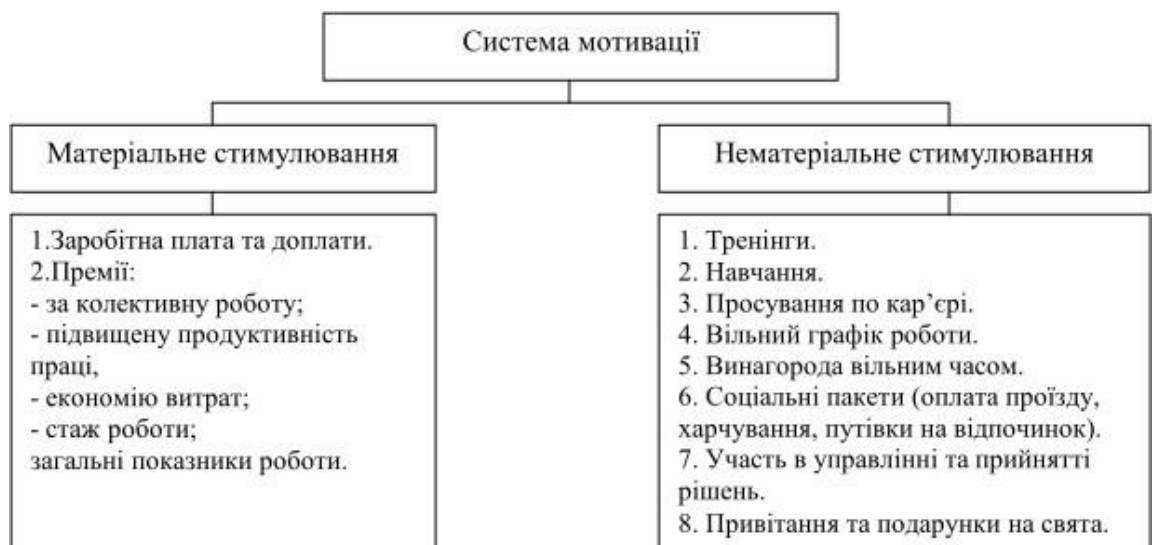 Система мотивації
Матеріальне стимулювання
Нематеріальне стимулювання
1.Заробітна плата та доплати.
2.Премії:
- за колективну роботу;
- підвищену продуктивність
праці,
- економію витрат;
- стаж роботи;
загальні показники роботи.
1. Тренінги.
2. Навчання.
3. Просування по кар’єрі.
4. Вільний графік роботи.
5. Винагорода вільним часом.
6. Соціальні пакети (оплата проїзду,
харчування, путівки на відпочинок).
7. Участь в управлінні та прийнятті
рішень.
8. Привітання та подарунки на свята.